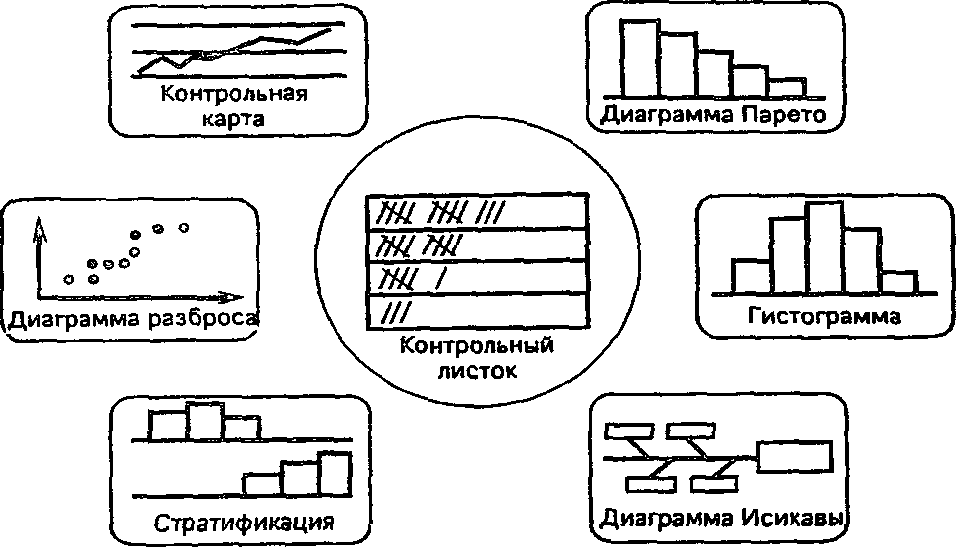 Контрольная
карта
Диаграмма Парето
Диаграмма разброса
Контрольный
листок
Гистограмма
Стратификация
Диаграмма Исикавы